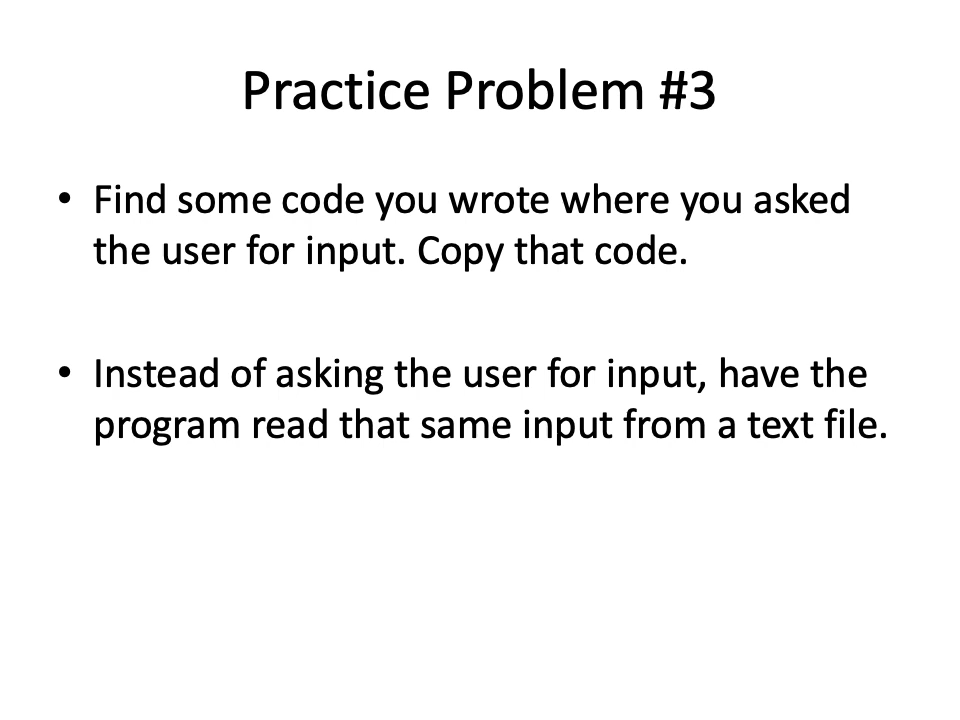 Practice Problem #3
• Find some code you wrote where you asked
the user for input. Copy that code.
• Instead of asking the user for input, have the
program read that same input from a text file.